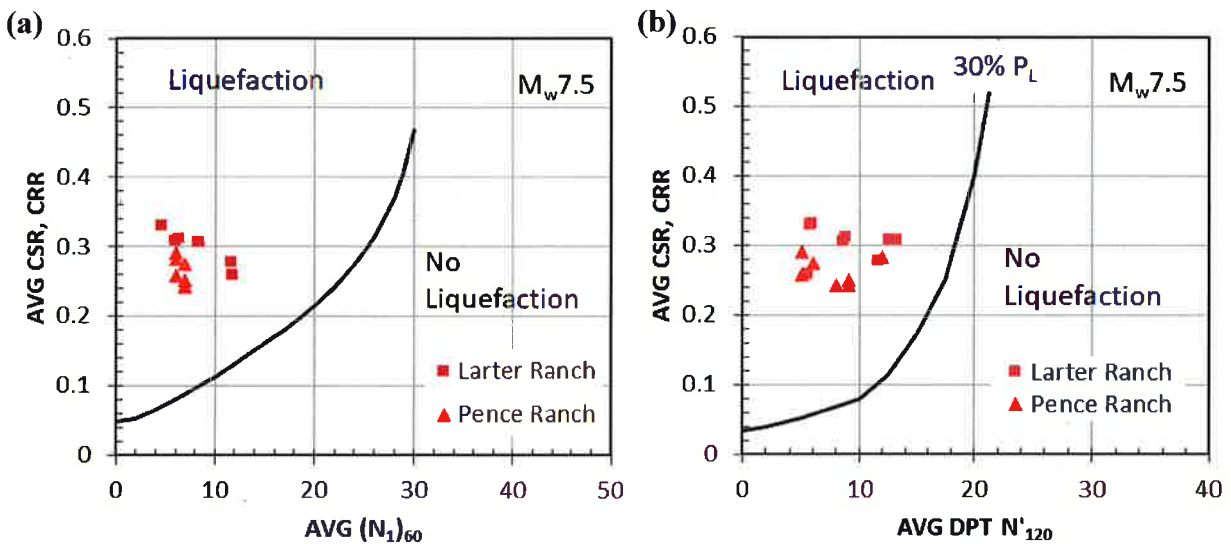 (a)
0.6
0.5
0.4
0.3
0.2
0.1
0
AVG CSR, CRR
Liquefaction
M_w7.5
No
Liquefaction
Larter Ranch
Pence Ranch
0 10 20 30 40 50
AVG (N₁)₆₀
(b)
0.6
0.5
0.4
0.3
0.2
0.1
0
AVG CSR, CRR
Liquefaction
30% P_L
M_w7.5
No
Liquefaction
Larter Ranch
Pence Ranch
0 10 20 30 40
AVG DPT N'₁₂₀